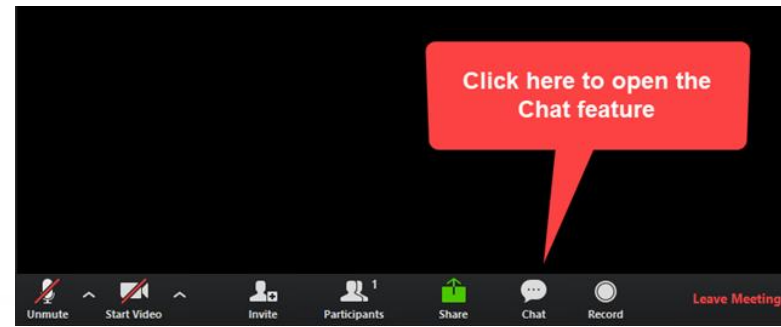 Click here to open the
Chat feature
1
Unmute
Start Video
Invite
Participants
Share
Chat
Record
Leave Meeting